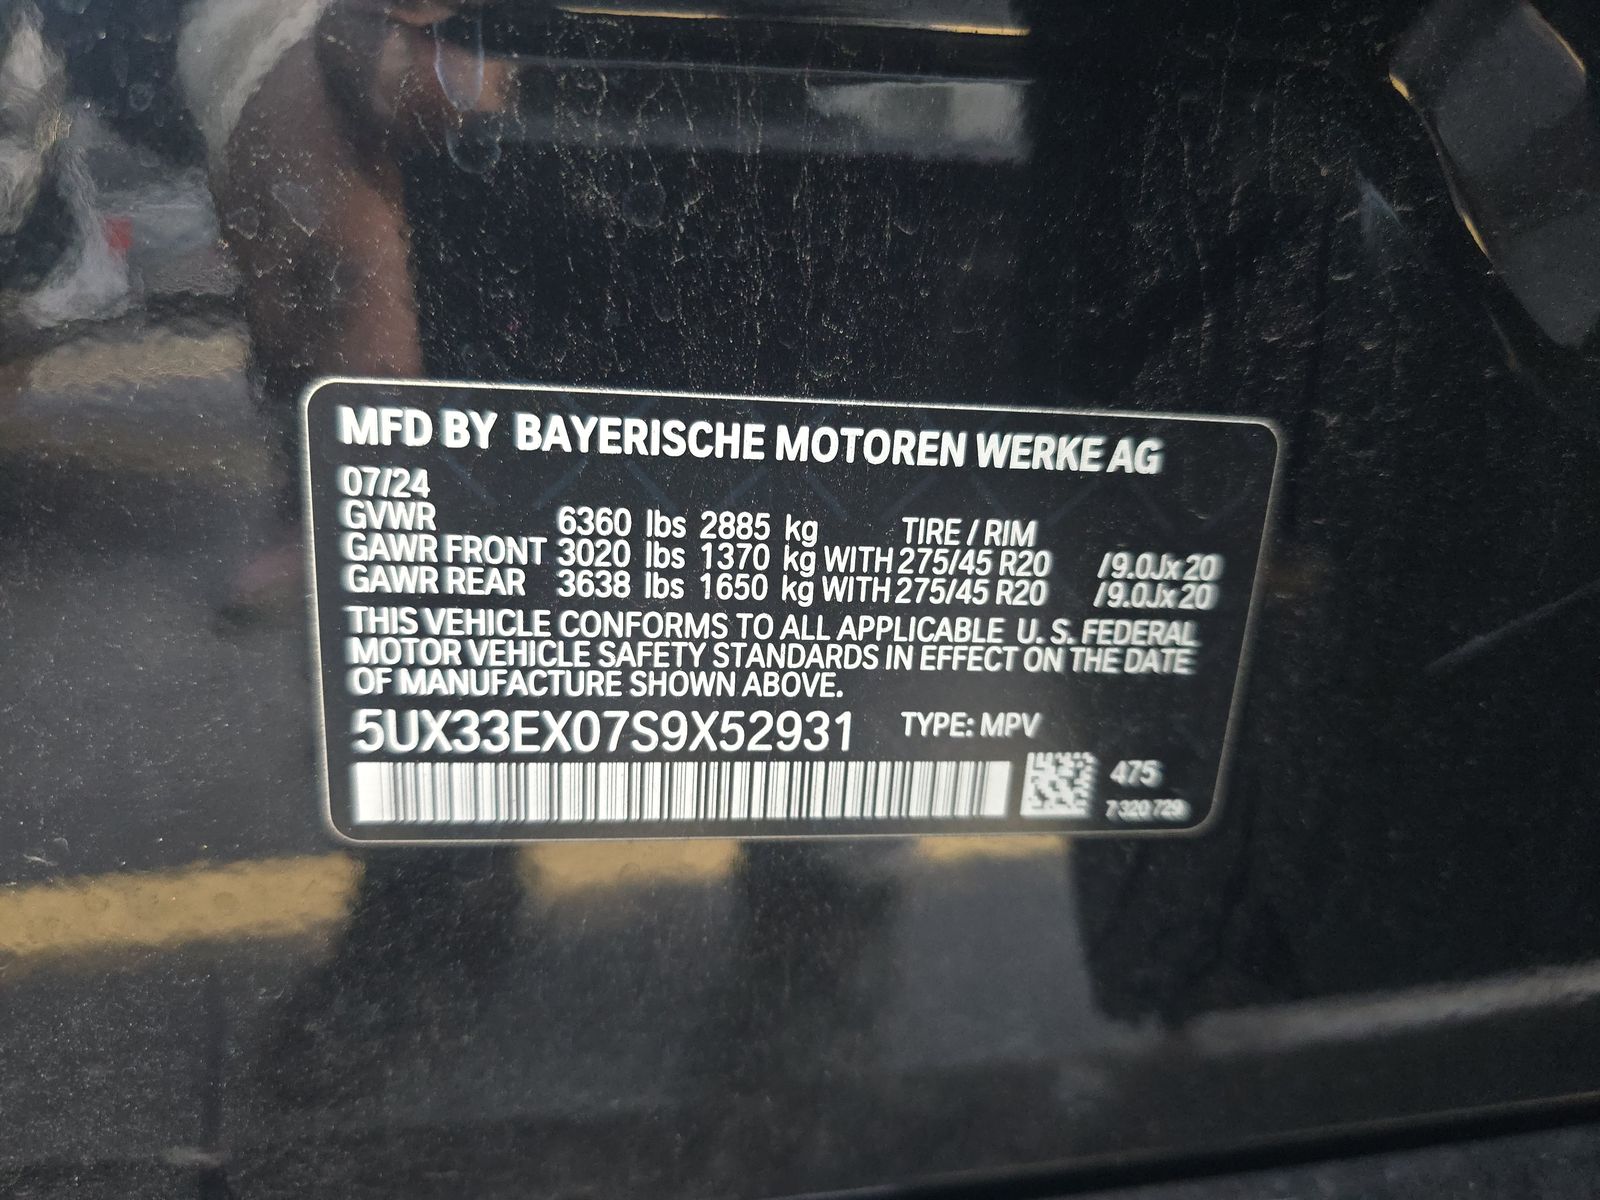 MFD BY BAYERISCHE MOTOREN WERKE AG
07/24
GVWR 6360 lbs 2885 kg TIRE / RIM
GAWR FRONT 3020 lbs 1370 kg WITH 275/45 R20 /9.0Jx20
GAWR REAR 3638 lbs 1650 kg WITH 275/45 R20 /9.0Jx20
THIS VEHICLE CONFORMS TO ALL APPLICABLE U.S. FEDERAL
MOTOR VEHICLE SAFETY STANDARDS IN EFFECT ON THE DATE
OF MANUFACTURE SHOWN ABOVE.
5UX33EX07S9X52931 TYPE: MPV
475
7 320 729